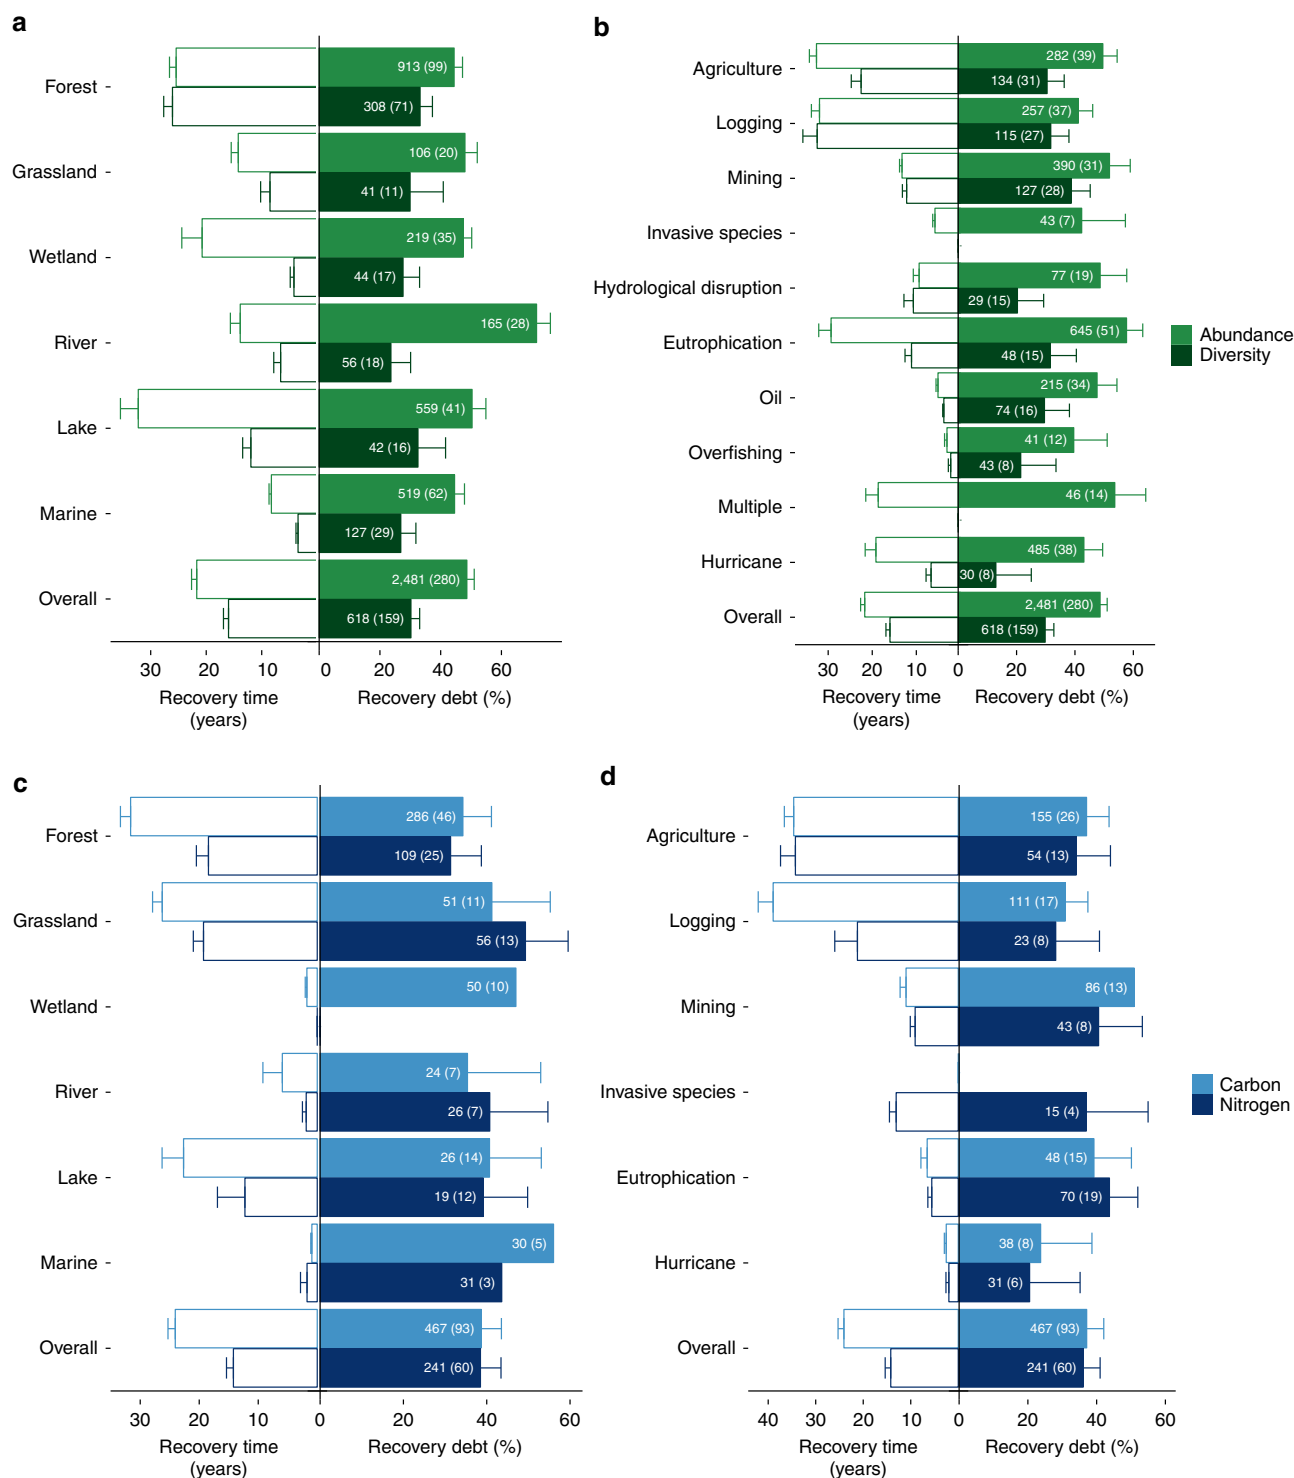 a
Forest
913 (99)
308 (71)
Grassland
106 (20)
41 (11)
Wetland
219 (35)
44 (17)
River
165 (28)
56 (18)
Lake
559 (41)
42 (16)
Marine
519 (62)
127 (29)
Overall
2,481 (280)
618 (159)
30 20 10 0 20 40 60
Recovery time
(years)
Recovery debt (%)
b
Agriculture
282 (39)
134 (31)
Logging
257 (37)
115 (27)
Mining
390 (31)
127 (28)
Invasive species
43 (7)
Hydrological disruption
77 (19)
29 (15)
Eutrophication
645 (51)
48 (15)
Oil
215 (34)
74 (16)
Overfishing
41 (12)
43 (8)
Multiple
46 (14)
Hurricane
485 (38)
30 (8)
Overall
2,481 (280)
618 (159)
30 20 10 0 20 40 60
Recovery time
(years)
Recovery debt (%)
Abundance
Diversity
c
Forest
286 (46)
109 (25)
Grassland
51 (11)
56 (13)
Wetland
50 (10)
River
24 (7)
26 (7)
Lake
26 (14)
19 (12)
Marine
30 (5)
31 (3)
Overall
467 (93)
241 (60)
30 20 10 0 20 40 60
Recovery time
(years)
Recovery debt (%)
d
Agriculture
155 (26)
54 (13)
Logging
111 (17)
23 (8)
Mining
86 (13)
43 (8)
Invasive species
15 (4)
Eutrophication
48 (15)
70 (19)
Hurricane
38 (8)
31 (6)
Overall
467 (93)
241 (60)
40 30 20 10 0 20 40 60
Recovery time
(years)
Recovery debt (%)
Carbon
Nitrogen